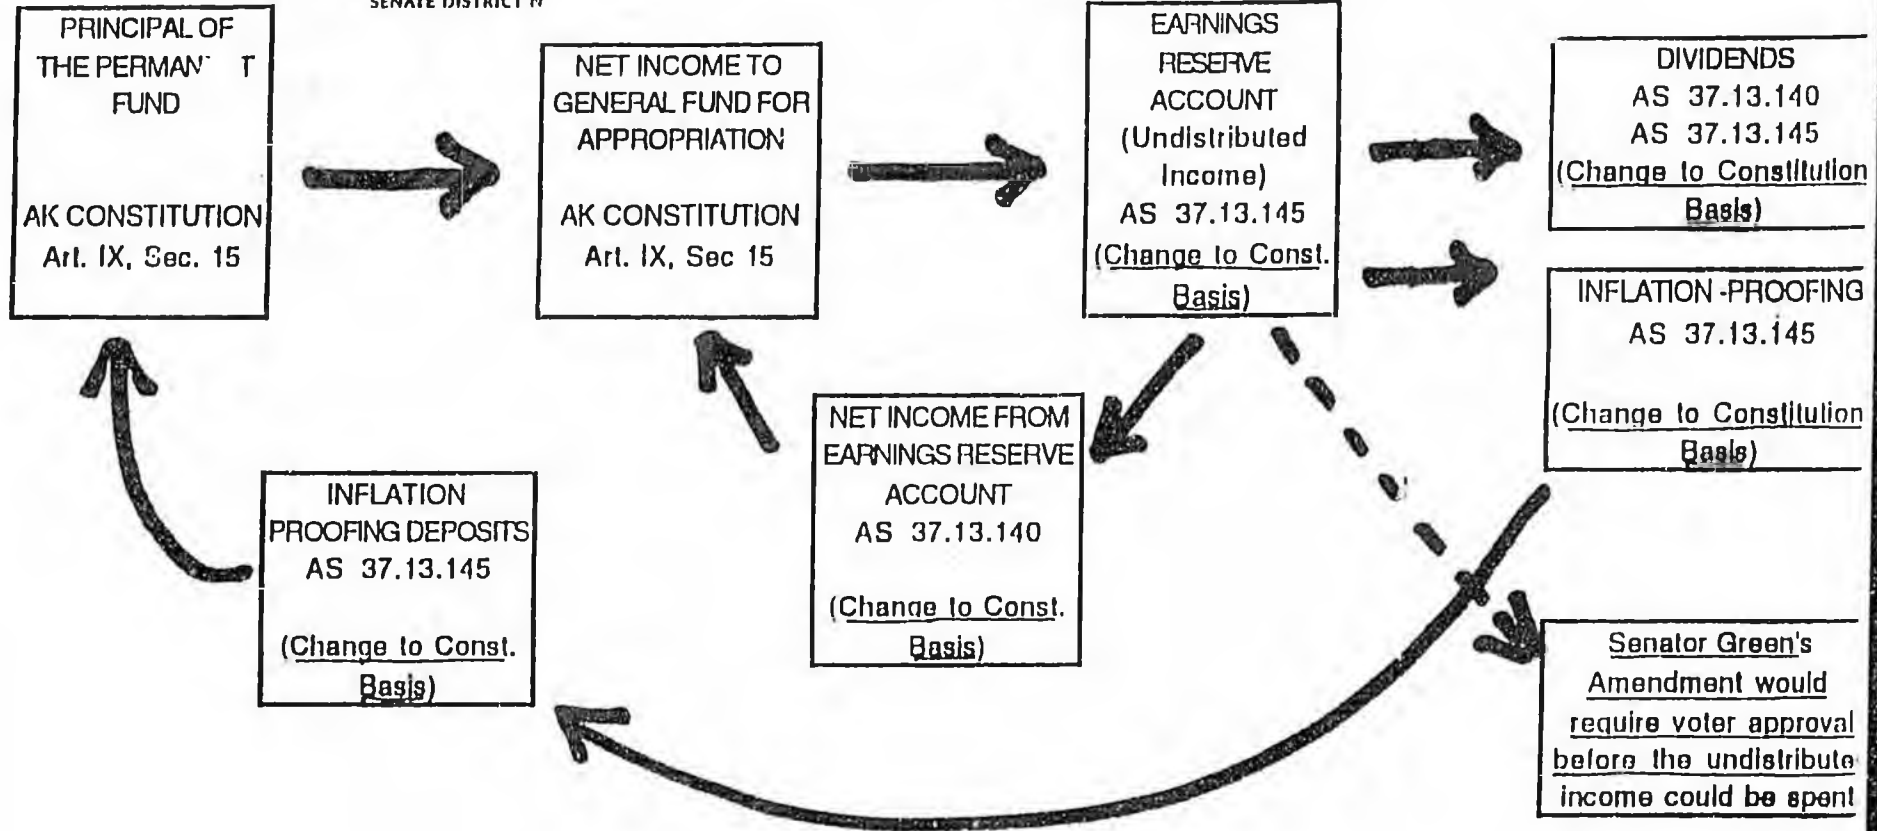 SENATE DISTRICT N
PRINCIPAL OF
THE T
FUND
AK CONSTITUTION
Art. IX, Sec. 15
NET INCOME TO
GENERAL FUND FOR
APPROPRIATION
AK CONSTITUTION
Art. IX, Sec 15
EARNINGS
RESERVE
ACCOUNT
(Undistributed
Income)
AS 37.13.145
(Change to Const.
Basis)
DIVIDENDS
AS 37.13.140
AS 37.13.145
(Change to Constitution
Basis)
INFLATION -PROOFING
AS 37.13.145
(Change to Constitution
Basis)
NET INCOME FROM
EARNINGS RESERVE
ACCOUNT
AS 37.13.140
(Change to Const.
Basis)
INFLATION
PROOFING DEPOSITS
AS 37.13.145
(Change to Const.
Basis)
Senator Green's
Amendment would
require voter approval
before the undistribute
income could be spent